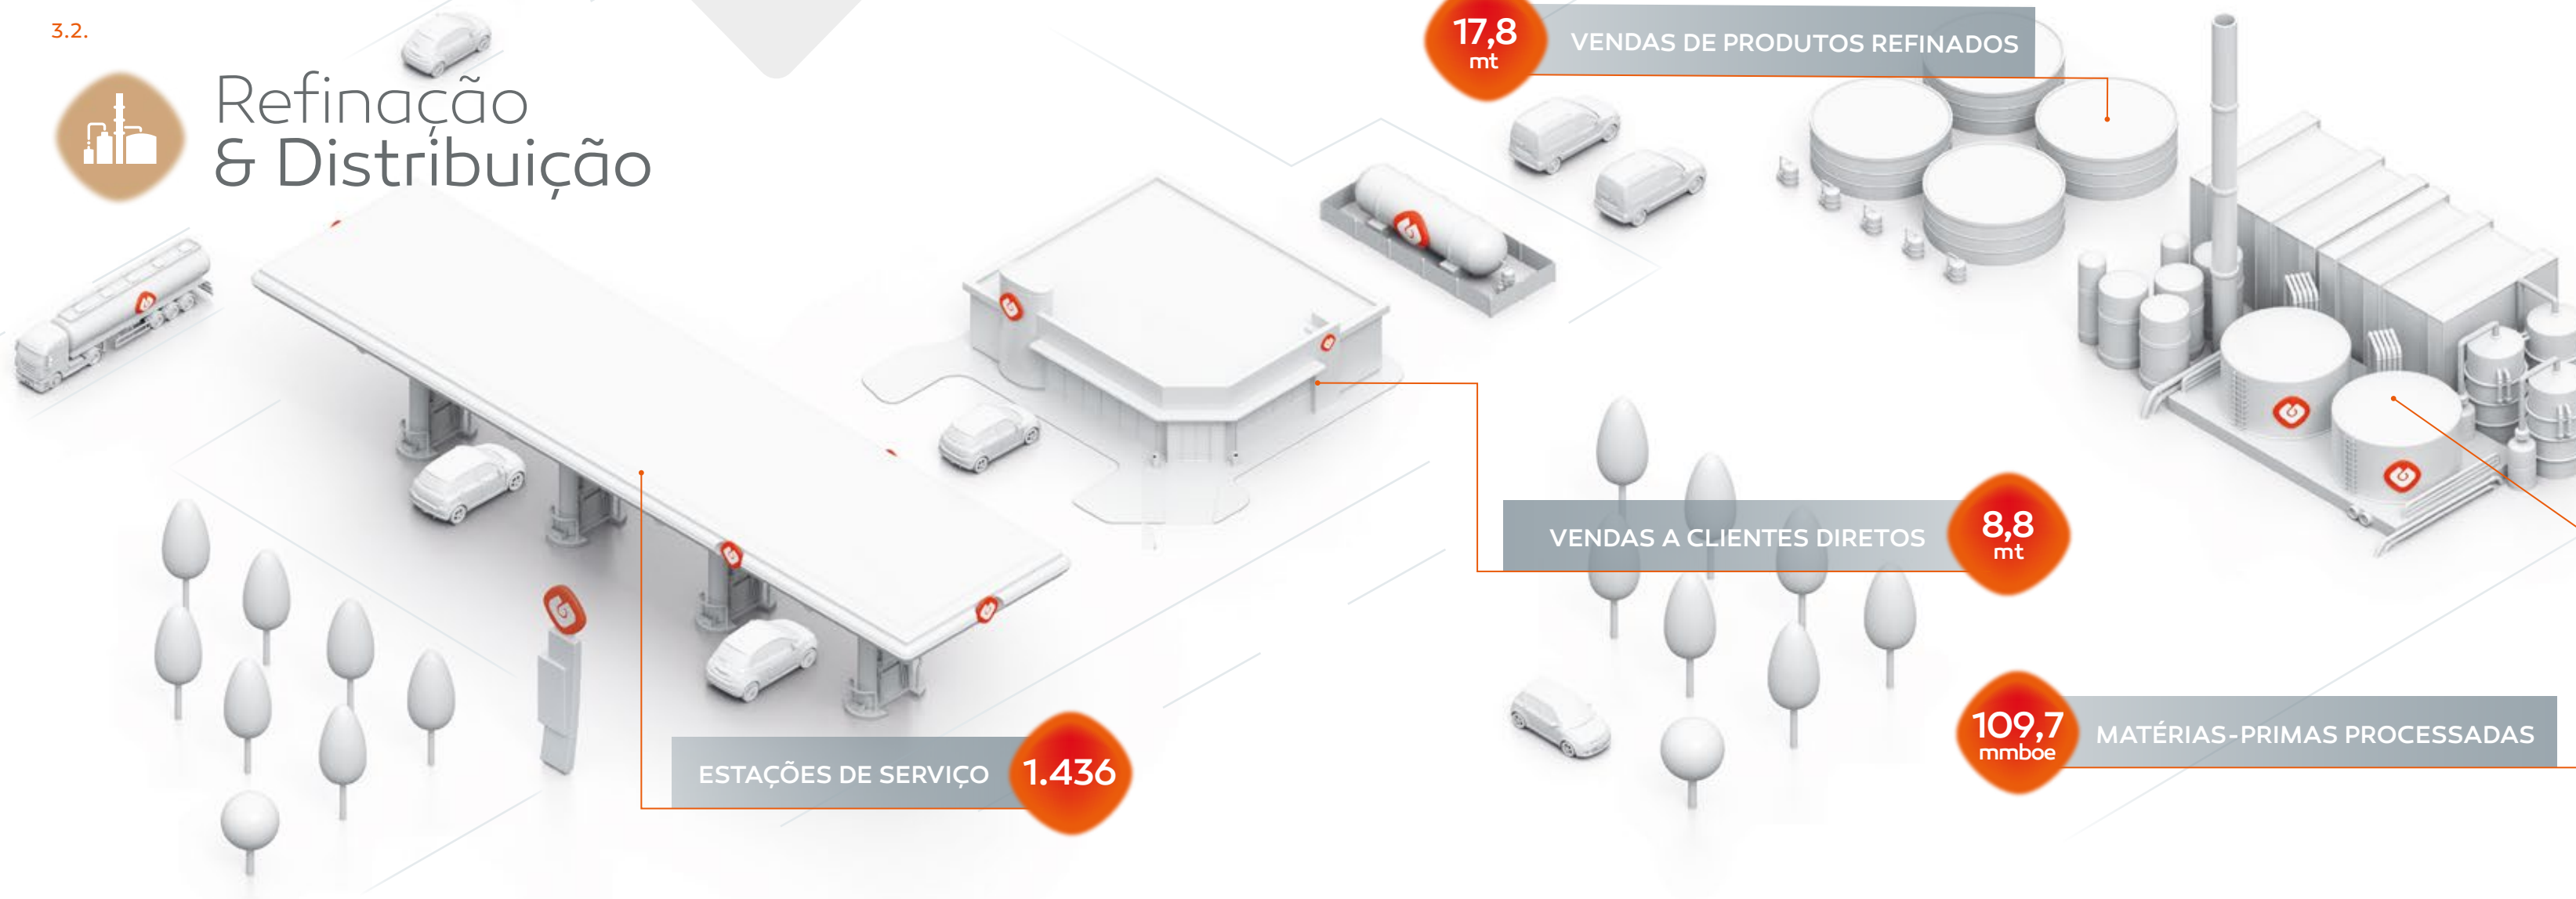 3.2.
Refinação
& Distribuição
17,8
mt
VENDAS DE PRODUTOS REFINADOS
VENDAS A CLIENTES DIRETOS
8,8
mt
109,7
mmboe
MATÉRIAS-PRIMAS PROCESSADAS
ESTAÇÕES DE SERVIÇO
1.436